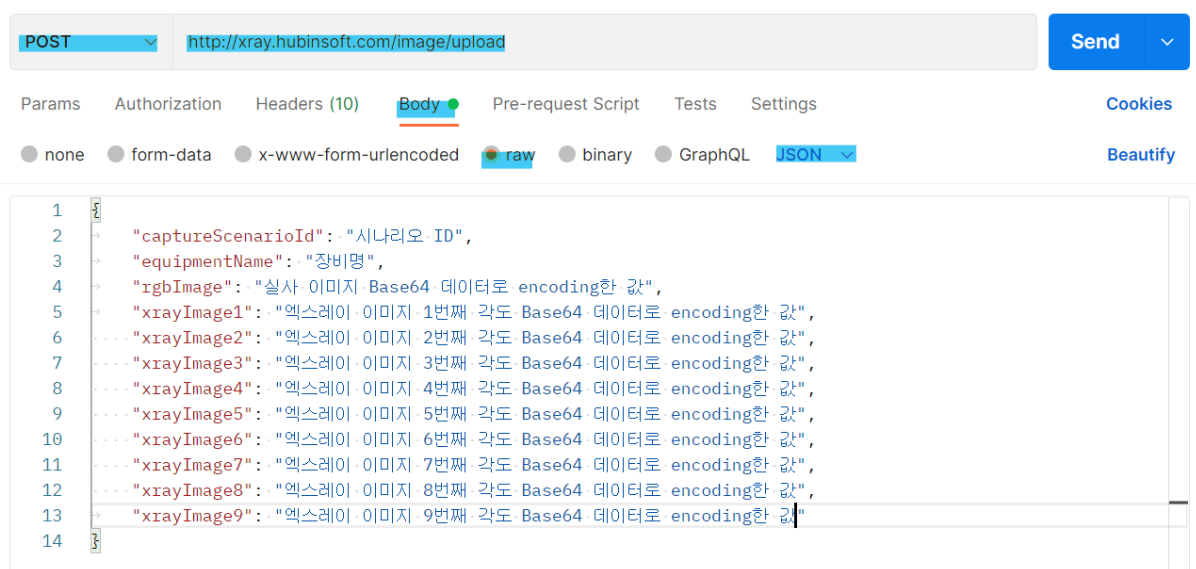 POST http://xray.hubinsoft.com/image/upload Send
Params Authorization Headers (10) Body Pre-request Script Tests Settings Cookies
none form-data x-www-form-urlencoded raw binary GraphQL JSON Beautify
1 {
2 "captureScenarioId": "시나리오 ID",
3 "equipmentName": "장비명",
4 "rgbImage": "실사 이미지 Base64 데이터로 encoding한 값",
5 "xrayImage1": "엑스레이 이미지 1번째 각도 Base64 데이터로 encoding한 값",
6 "xrayImage2": "엑스레이 이미지 2번째 각도 Base64 데이터로 encoding한 값",
7 "xrayImage3": "엑스레이 이미지 3번째 각도 Base64 데이터로 encoding한 값",
8 "xrayImage4": "엑스레이 이미지 4번째 각도 Base64 데이터로 encoding한 값",
9 "xrayImage5": "엑스레이 이미지 5번째 각도 Base64 데이터로 encoding한 값",
10 "xrayImage6": "엑스레이 이미지 6번째 각도 Base64 데이터로 encoding한 값",
11 "xrayImage7": "엑스레이 이미지 7번째 각도 Base64 데이터로 encoding한 값",
12 "xrayImage8": "엑스레이 이미지 8번째 각도 Base64 데이터로 encoding한 값",
13 "xrayImage9": "엑스레이 이미지 9번째 각도 Base64 데이터로 encoding한 값"
14 }